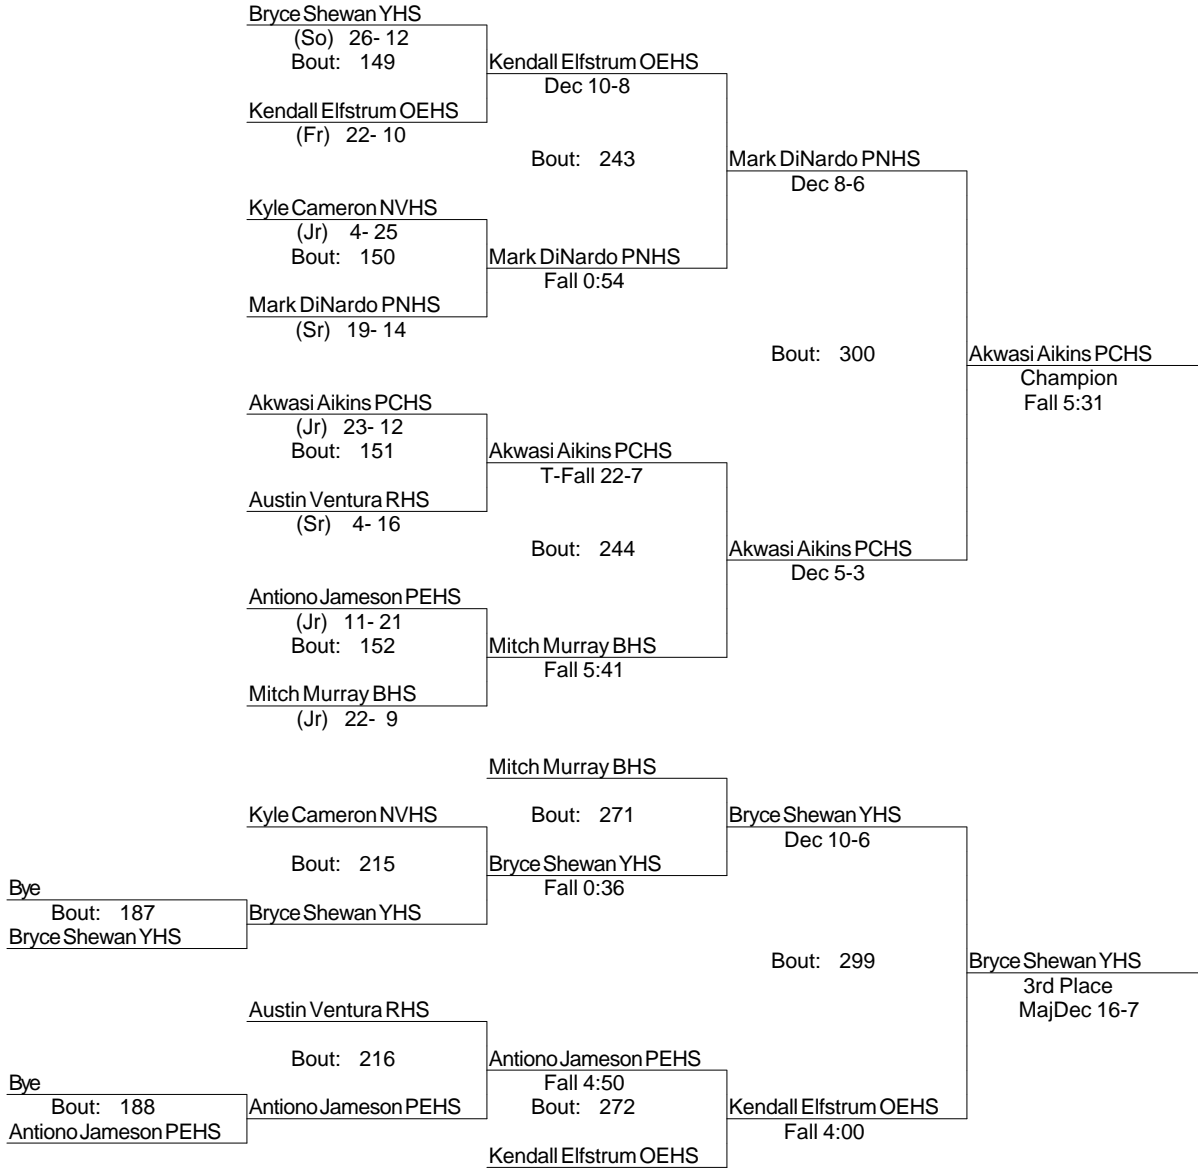 Bryce Shewan YHS
(So) 26- 12
Bout: 149
Kendall Elfstrum OEHS
Dec 10-8
Kendall Elfstrum OEHS
(Fr) 22- 10
Bout: 243
Mark DiNardo PNHS
Dec 8-6
Kyle Cameron NVHS
(Jr) 4- 25
Bout: 150
Mark DiNardo PNHS
Fall 0:54
Mark DiNardo PNHS
(Sr) 19- 14
Bout: 300
Akwasi Aikins PCHS
Champion
Fall 5:31
Akwasi Aikins PCHS
(Jr) 23- 12
Bout: 151
Akwasi Aikins PCHS
T-Fall 22-7
Austin Ventura RHS
(Sr) 4- 16
Bout: 244
Akwasi Aikins PCHS
Dec 5-3
Antiono Jameson PEHS
(Jr) 11- 21
Bout: 152
Mitch Murray BHS
Fall 5:41
Mitch Murray BHS
(Jr) 22- 9
Mitch Murray BHS
Kyle Cameron NVHS
Bout: 271
Bryce Shewan YHS
Dec 10-6
Bout: 215
Bryce Shewan YHS
Fall 0:36
Bye
Bout: 187
Bryce Shewan YHS
Bryce Shewan YHS
Bout: 299
Bryce Shewan YHS
3rd Place
MajDec 16-7
Austin Ventura RHS
Bout: 216
Antiono Jameson PEHS
Fall 4:50
Bye
Bout: 188
Antiono Jameson PEHS
Bout: 272
Kendall Elfstrum OEHS
Fall 4:00
Antiono Jameson PEHS
Kendall Elfstrum OEHS